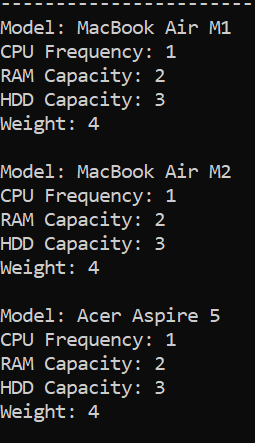 ------------------------
Model: MacBook Air M1
CPU Frequency: 1
RAM Capacity: 2
HDD Capacity: 3
Weight: 4

Model: MacBook Air M2
CPU Frequency: 1
RAM Capacity: 2
HDD Capacity: 3
Weight: 4

Model: Acer Aspire 5
CPU Frequency: 1
RAM Capacity: 2
HDD Capacity: 3
Weight: 4